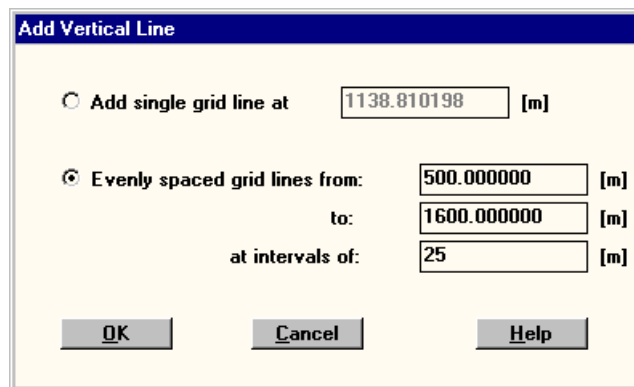 Add Vertical Line
Add single grid line at 1138.810198 [m]
Evenly spaced grid lines from: 500.000000 [m]
to: 1600.000000 [m]
at intervals of: 25 [m]
OK Cancel Help